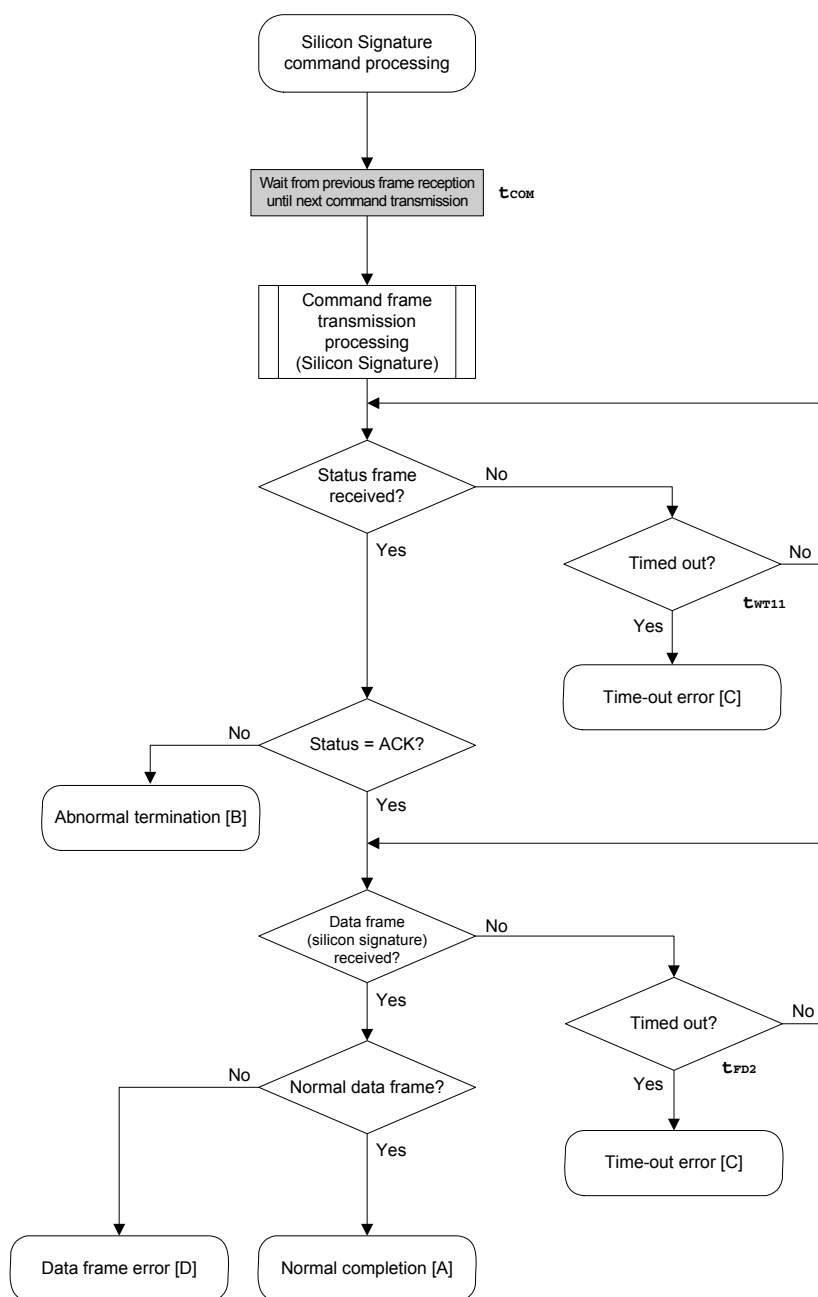 Silicon Signature
command processing
Wait from previous frame reception
until next command transmission
tCOM
Command frame
transmission
processing
(Silicon Signature)
Status frame
received?
No
Yes
Timed out?
No
tWT11
Yes
Time-out error [C]
Status = ACK?
No
Yes
Abnormal termination [B]
Data frame
(silicon signature)
received?
No
Yes
Timed out?
No
tFD2
Yes
Time-out error [C]
Normal data frame?
No
Yes
Data frame error [D]
Normal completion [A]